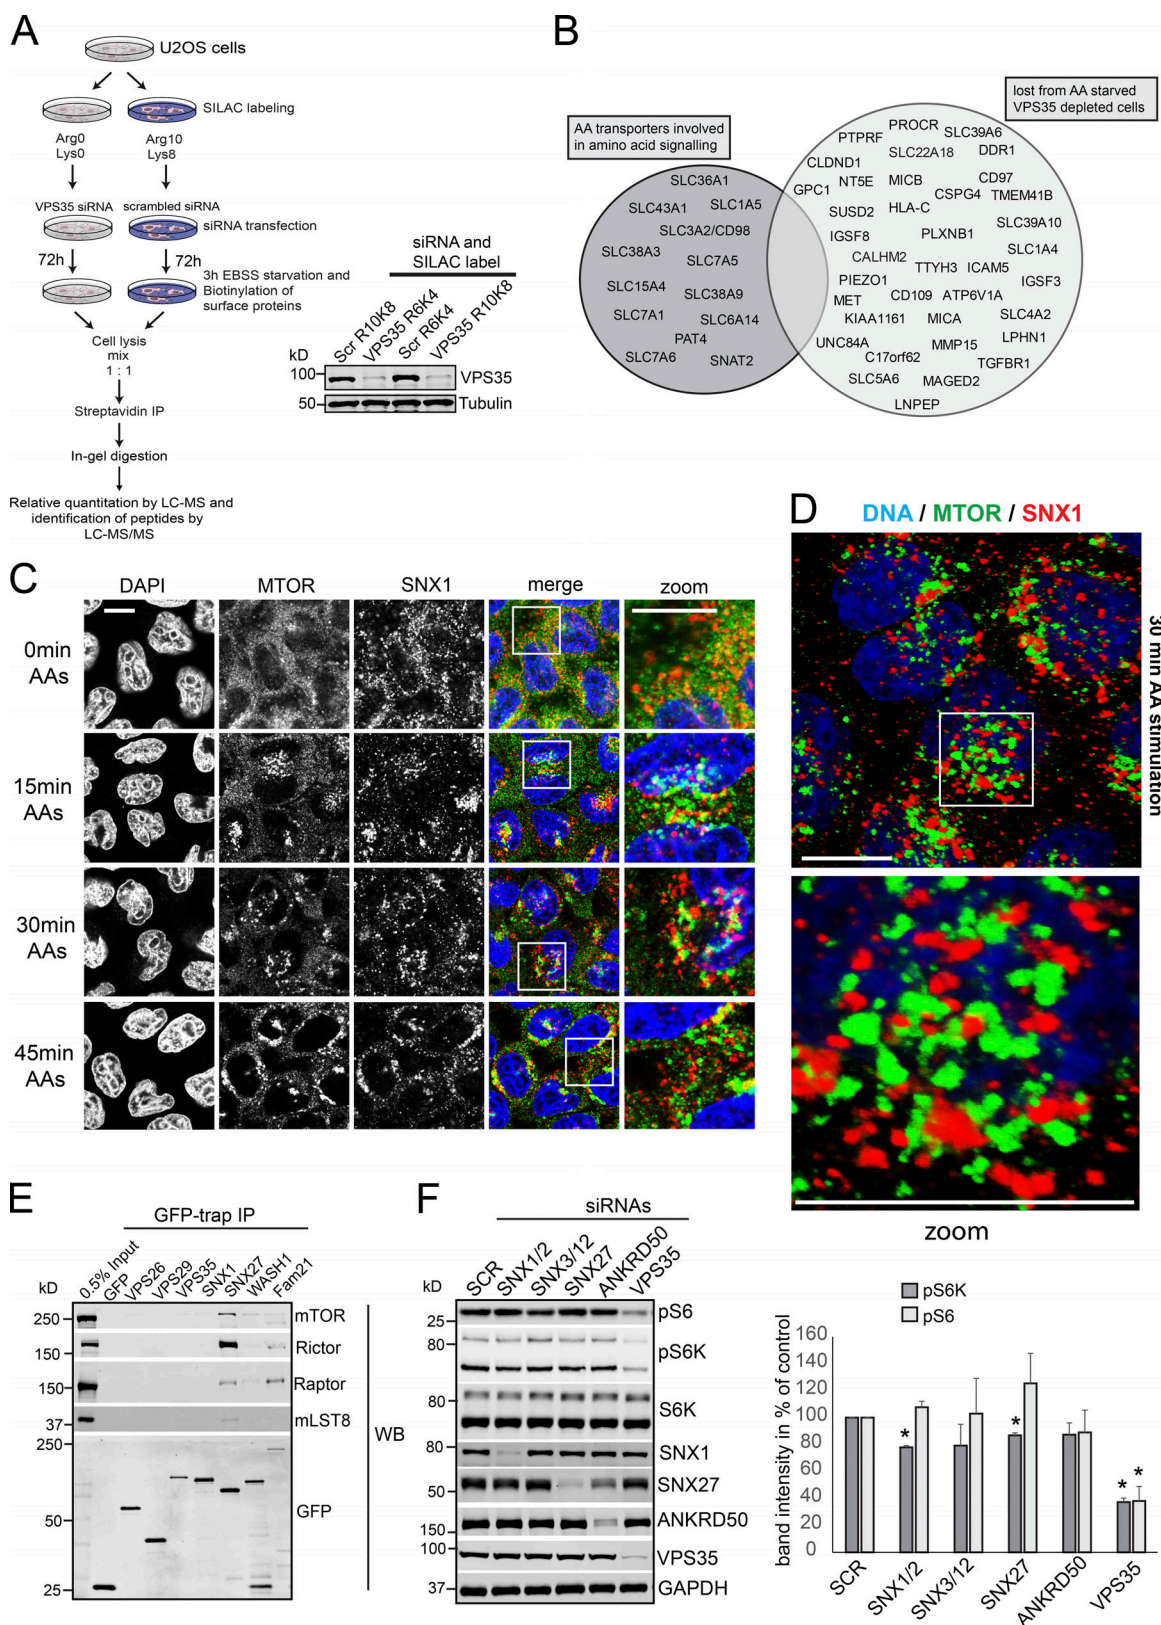 A
U2OS cells
SILAC labeling
Arg0
Lys0
Arg10
Lys8
VPS35 siRNA
scrambled siRNA
siRNA transfection
72h
72h
3h EBSS starvation and
Biotinylation of
surface proteins
Cell lysis
mix
1 : 1
Streptavidin IP
In-gel digestion
Relative quantitation by LC-MS and
identification of peptides by
LC-MS/MS
siRNA and
SILAC label
Scr R10K8
VPS35 R6K4
Scr R6K4
VPS35 R10K8
kD
100
VPS35
50
Tubulin
B
AA transporters involved
in amino acid signalling
lost from AA starved
VPS35 depleted cells
SLC36A1
SLC43A1
SLC1A5
SLC3A2/CD98
SLC38A3
SLC7A5
SLC15A4
SLC38A9
SLC7A1
SLC6A14
PAT4
SLC7A6
SNAT2
PROCR
PTPRF
SLC39A6
SLC22A18
DDR1
CLDND1
NT5E
MICB
CD97
GPC1
CSPG4
TMEM41B
SUSD2
HLA-C
SLC39A10
IGSF8
PLXNB1
SLC1A4
CALHM2
TTYH3
ICAM5
PIEZO1
IGSF3
MET
CD109
ATP6V1A
KIAA1161
MICA
SLC4A2
UNC84A
MMP15
LPHN1
C17orf62
TGFBR1
SLC5A6
MAGED2
LNPEP
C
DAPI
MTOR
SNX1
merge
zoom
0min
AAs
15min
AAs
30min
AAs
45min
AAs
D
DNA / MTOR / SNX1
30 min AA stimulation
zoom
E
GFP-trap IP
kD
0.5% Input
GFP
VPS26
VPS29
VPS35
SNX1
SNX27
WASH1
Fam21
250
mTOR
150
Rictor
150
Raptor
37
mLST8
250
50
25
GFP
WB
F
siRNAs
kD
SCR
SNX1/2
SNX3/12
SNX27
ANKRD50
VPS35
25
pS6
80
pS6K
80
S6K
80
SNX1
50
SNX27
150
ANKRD50
100
VPS35
37
GAPDH
pS6K
pS6
band intensity in % of control
160
140
120
100
80
60
40
20
0
*
*
*
*
SCR
SNX1/2
SNX3/12
SNX27
ANKRD50
VPS35